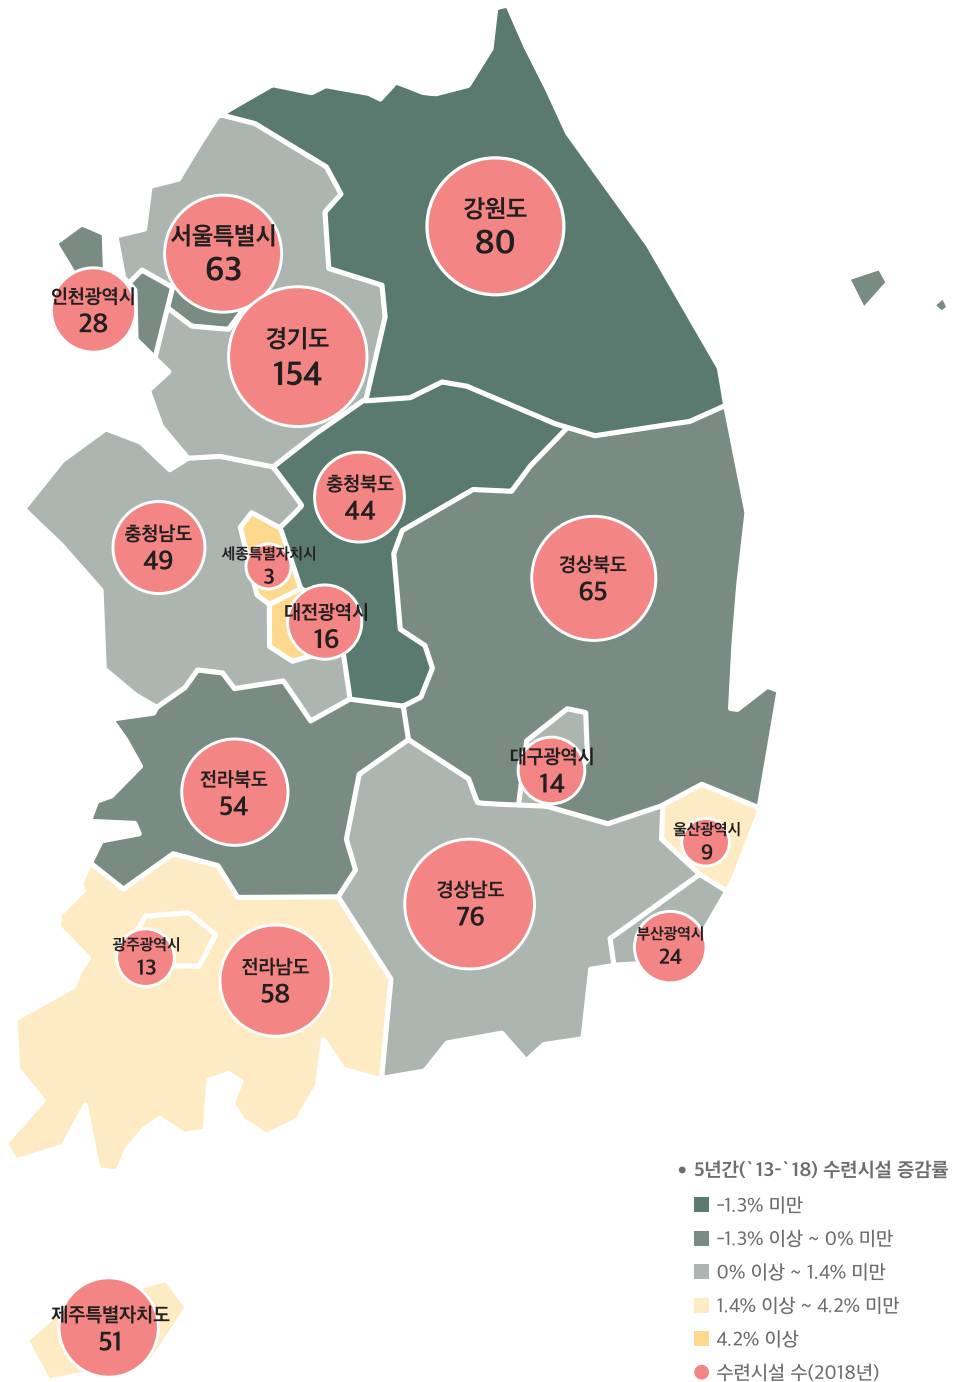 강원도
80
서울특별시
63
인천광역시
28
경기도
154
충청북도
44
충청남도
49
세종특별자치시
3
대전광역시
16
경상북도
65
대구광역시
14
전라북도
54
울산광역시
9
경상남도
76
부산광역시
24
광주광역시
13
전라남도
58
제주특별자치도
51
• 5년간(`13-`18) 수련시설 증감률
-1.3% 미만
-1.3% 이상 ~ 0% 미만
0% 이상 ~ 1.4% 미만
1.4% 이상 ~ 4.2% 미만
4.2% 이상
수련시설 수(2018년)